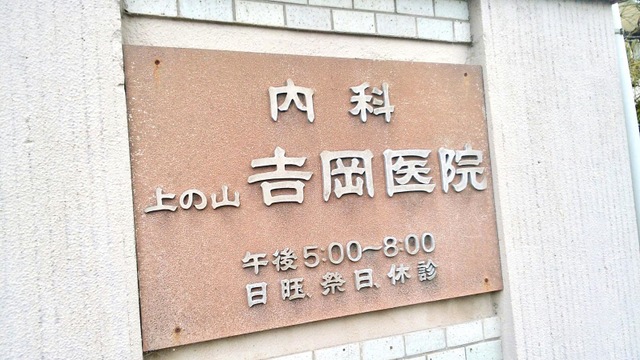 内科
上の山 吉岡医院
午後5:00〜8:00
日旺、祭日、休診